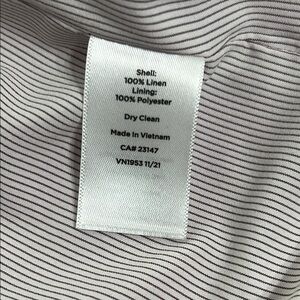 Shell:
100% Linen
Lining:
100% Polyester
Dry Clean
Made in Vietnam
CA# 23147
VN1953 11/21